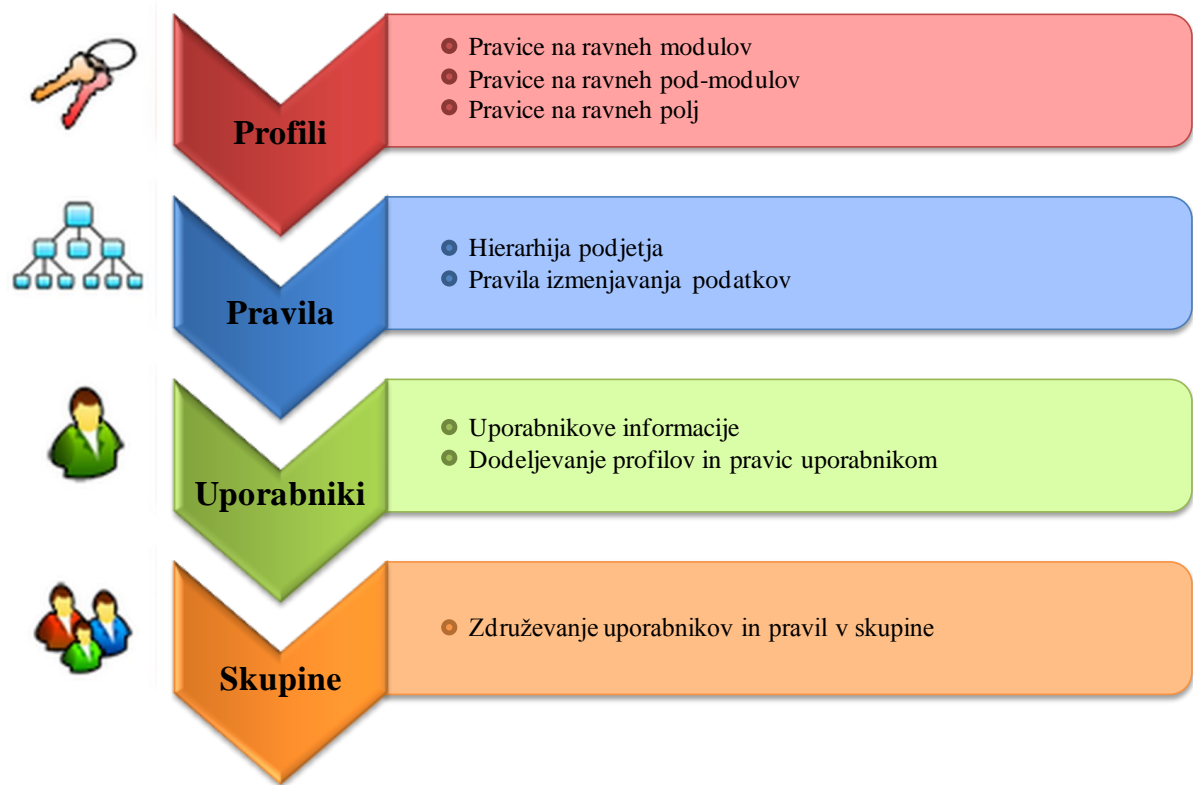 Profili
Pravice na ravneh modulov
Pravice na ravneh pod-modulov
Pravice na ravneh polj
Pravila
Hierarhija podjetja
Pravila izmenjavanja podatkov
Uporabniki
Uporabnikove informacije
Dodeljevanje profilov in pravic uporabnikom
Skupine
Združevanje uporabnikov in pravil v skupine